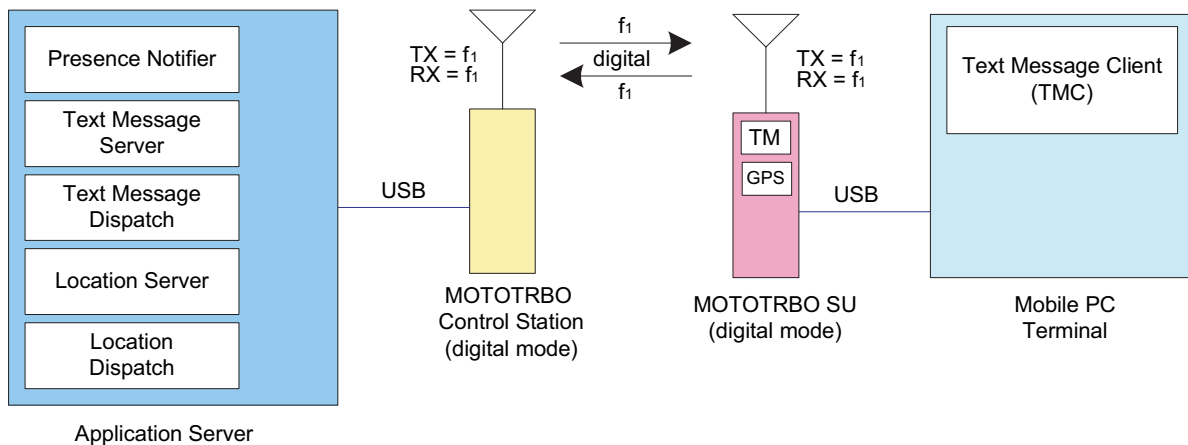 Presence Notifier
Text Message
Server
Text Message
Dispatch
Location Server
Location
Dispatch
Application Server
USB
TX = f₁
RX = f₁
MOTOTRBO
Control Station
(digital mode)
f₁
digital
f₁
TX = f₁
RX = f₁
TM
GPS
MOTOTRBO SU
(digital mode)
USB
Text Message Client
(TMC)
Mobile PC
Terminal